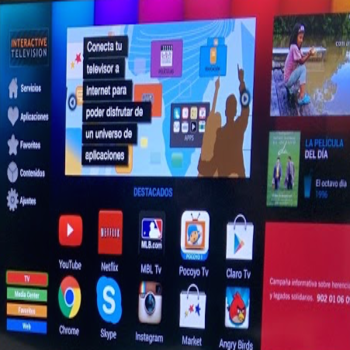 INTERACTIVE
TELEVISION
Servicios
Aplicaciones
Favoritos
Contenidos
Ajustes
TV
Media Center
Favoritos
Web
Conecta tu
televisor a
internet para
poder disfrutar de
un universo de
aplicaciones
APPS
DESTACADOS
YouTube
NETFLIX
Netflix
MLB.com
MBL Tv
POCOYO
Pocoyo Tv
Claro Tv
Chrome
Skype
Instagram
Market
Angry Birds
LA PELÍCULA
DEL DÍA
El octavo día
1996
Campaña informativa sobre herencias
y legados solidarios. 902 01 06 0